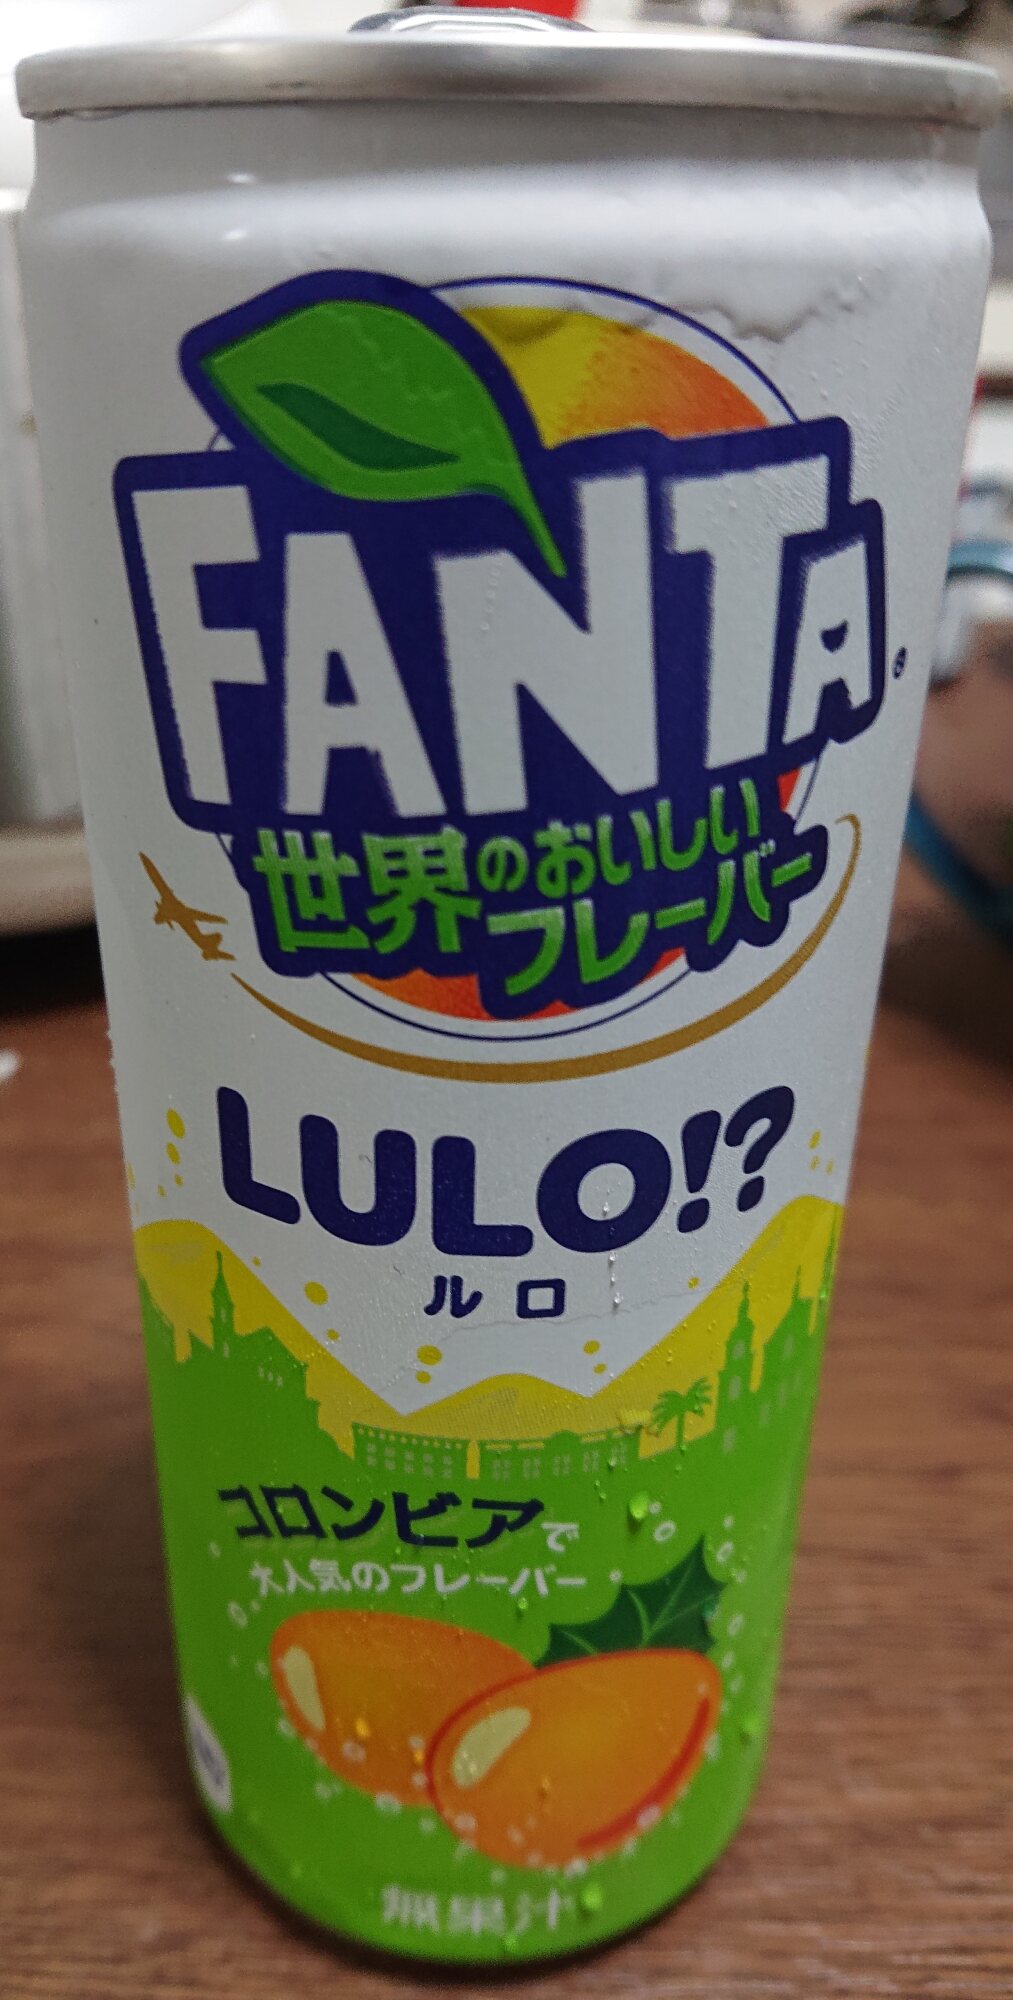 FANTA
世界のおいしい
フレーバー
LULO!?
ルロ
コロンビアで
大人気のフレーバー
無果汁